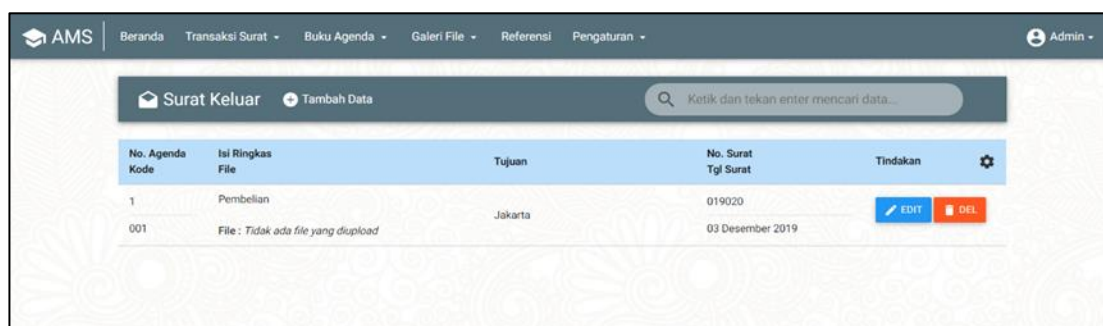 AMS Beranda Transaksi Surat Buku Agenda Galeri File Referensi Pengaturan Admin
Surat Keluar Tambah Data Ketik dan tekan enter mencari data...
No. Agenda Isi Ringkas Tujuan No. Surat Tindakan
Kode File Tgl Surat
1 Pembelian Jakarta 019020 EDIT DEL
001 File : Tidak ada file yang diupload 03 Desember 2019